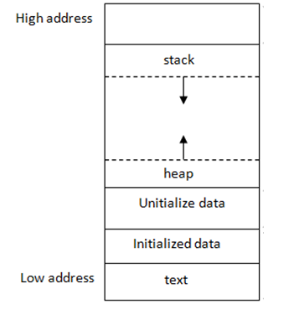 High address
stack
heap
Unitialize data
Initialized data
Low address
text